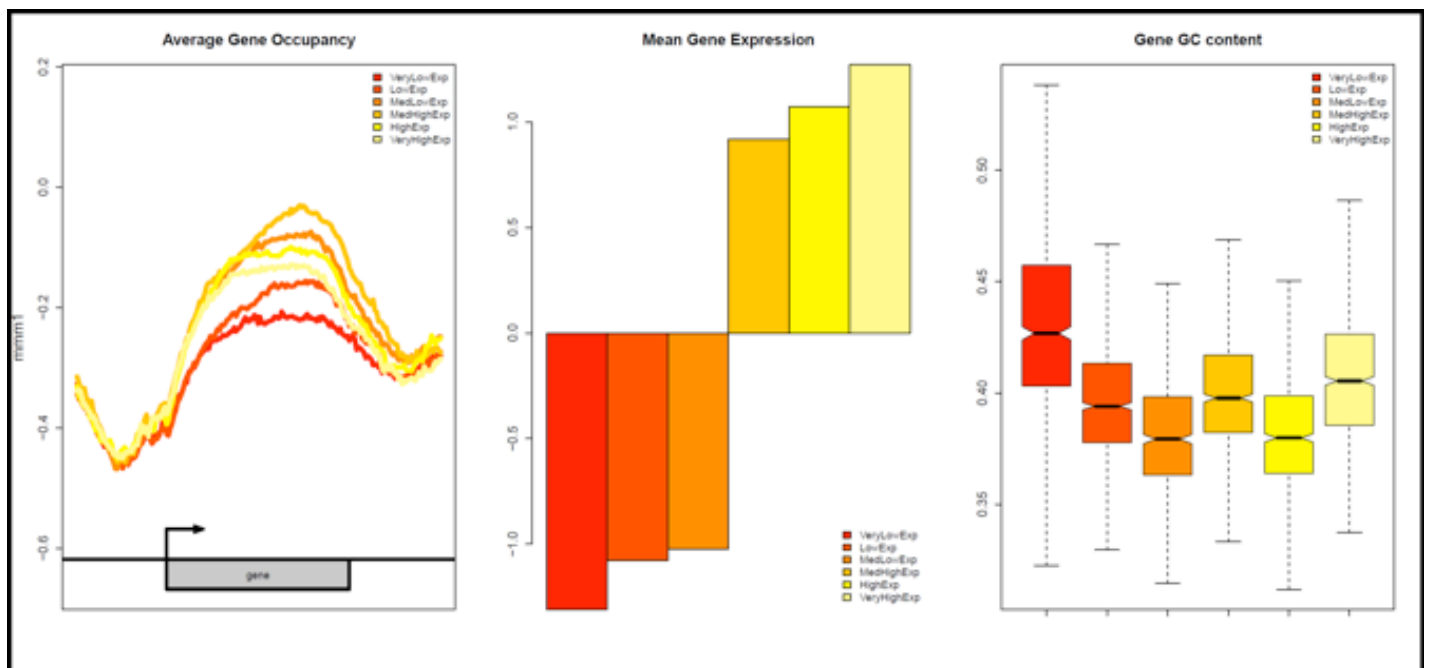 Average Gene Occupancy
0.2
0.0
−0.2
−0.4
−0.6
mmm1
VeryLowExp
LowExp
MedLowExp
MedHighExp
HighExp
VeryHighExp
gene
Mean Gene Expression
1.0
0.5
0.0
−0.5
−1.0
VeryLowExp
LowExp
MedLowExp
MedHighExp
HighExp
VeryHighExp
Gene GC content
0.50
0.45
0.40
0.35
VeryLowExp
LowExp
MedLowExp
MedHighExp
HighExp
VeryHighExp